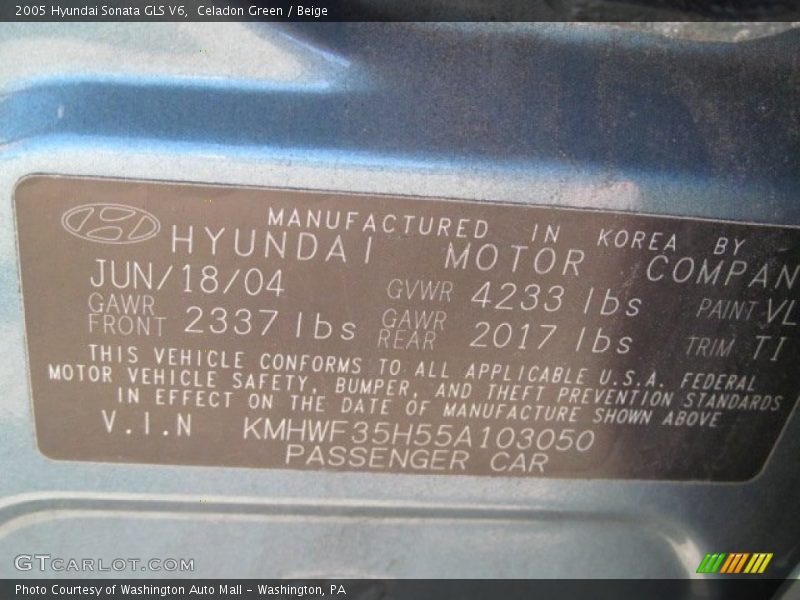 2005 Hyundai Sonata GLS V6,  Celadon Green / Beige
MANUFACTURED IN KOREA BY
HYUNDAI MOTOR COMPAN
JUN/18/04 GVWR 4233 lbs PAINT VL
GAWR FRONT 2337 lbs GAWR REAR 2017 lbs TRIM TI
THIS VEHICLE CONFORMS TO ALL APPLICABLE U.S.A. FEDERAL
MOTOR VEHICLE SAFETY, BUMPER, AND THEFT PREVENTION STANDARDS
IN EFFECT ON THE DATE OF MANUFACTURE SHOWN ABOVE
V.I.N KMHWF35H55A103050
PASSENGER CAR
GTCARLOT.COM
Photo Courtesy of Washington Auto Mall - Washington, PA